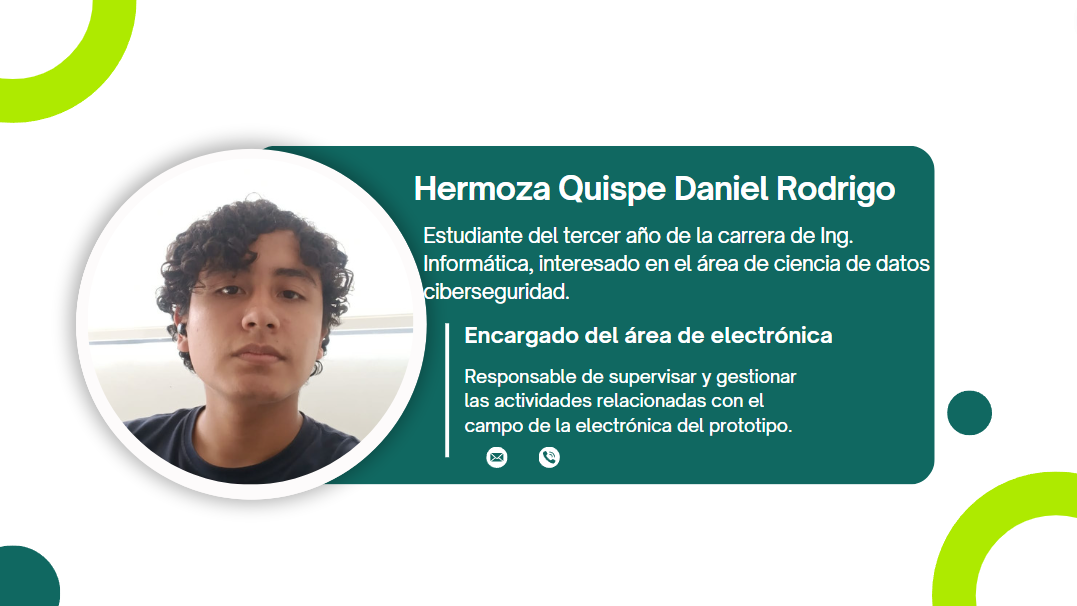 Hermoza Quispe Daniel Rodrigo
Estudiante del tercer año de la carrera de Ing.
Informática, interesado en el área de ciencia de datos
ciberseguridad.
Encargado del área de electrónica
Responsable de supervisar y gestionar
las actividades relacionadas con el
campo de la electrónica del prototipo.